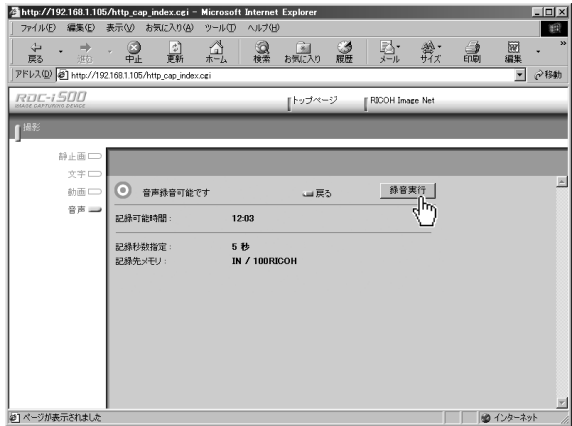 http://192.168.1.105/http_cap_index.cgi - Microsoft Internet Explorer
ファイル(F) 編集(E) 表示(V) お気に入り(A) ツール(T) ヘルプ(H)
戻る 進む 中止 更新 ホーム 検索 お気に入り 履歴 メール サイズ 印刷 編集
アドレス(D) http://192.168.1.105/http_cap_index.cgi 移動
RDC-i500
IMAGE CAPTURING DEVICE
トップページ RICOH Image Net
撮影
静止画
文字
動画
音声
音声録音可能です 戻る 録音実行
記録可能時間: 12:03
記録秒数指定: 5 秒
記録先メモリ: IN / 100RICOH
ページが表示されました インターネット